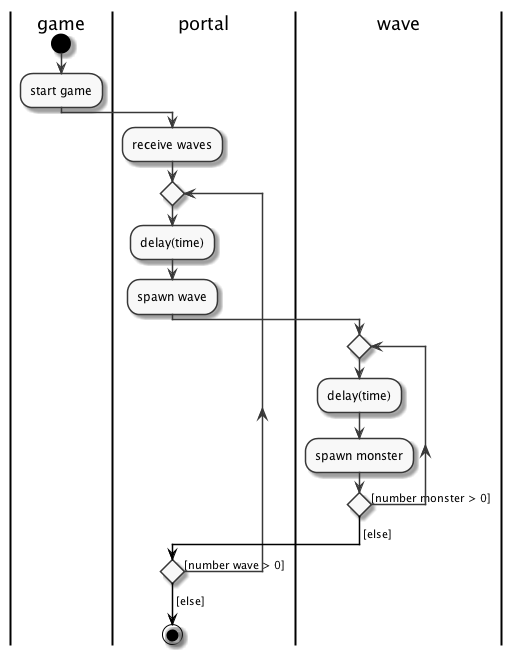 game
portal
wave
start game
receive waves
delay(time)
spawn wave
delay(time)
spawn monster
[number monster > 0]
[else]
[number wave > 0]
[else]